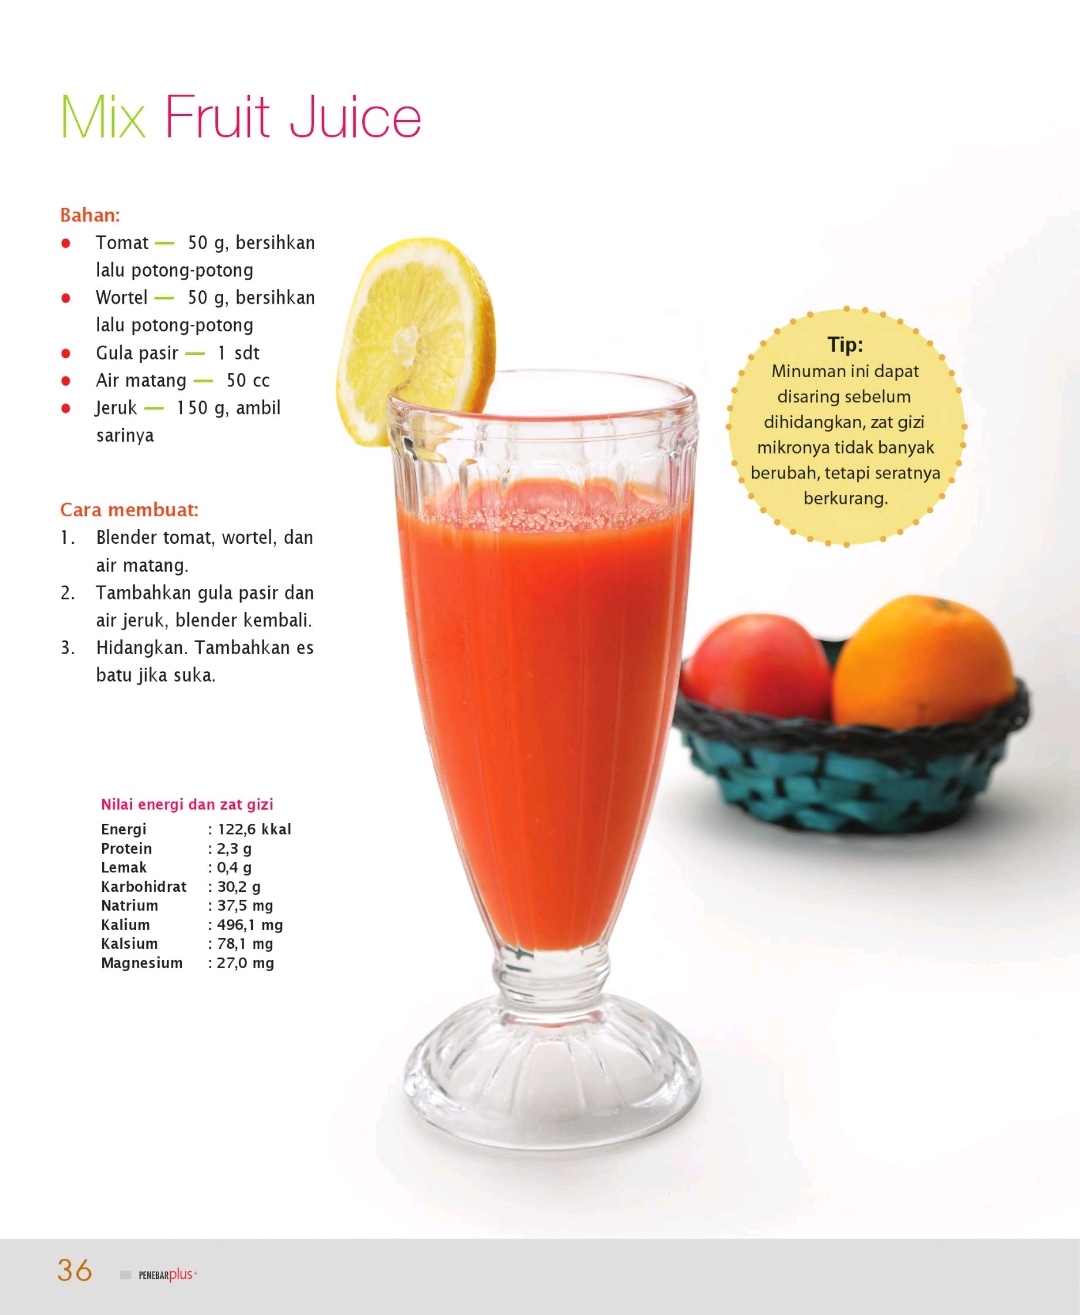 Mix Fruit Juice
Bahan:
● Tomat — 50 g, bersihkan
lalu potong-potong
● Wortel — 50 g, bersihkan
lalu potong-potong
● Gula pasir — 1 sdt
● Air matang — 50 cc
● Jeruk — 150 g, ambil
sarinya
Cara membuat:
1. Blender tomat, wortel, dan
air matang.
2. Tambahkan gula pasir dan
air jeruk, blender kembali.
3. Hidangkan. Tambahkan es
batu jika suka.
Tip:
Minuman ini dapat
disaring sebelum
dihidangkan, zat gizi
mikronya tidak banyak
berubah, tetapi seratnya
berkurang.
Nilai energi dan zat gizi
Energi : 122,6 kkal
Protein : 2,3 g
Lemak : 0,4 g
Karbohidrat : 30,2 g
Natrium : 37,5 mg
Kalium : 496,1 mg
Kalsium : 78,1 mg
Magnesium : 27,0 mg
36 PENEBARplus+